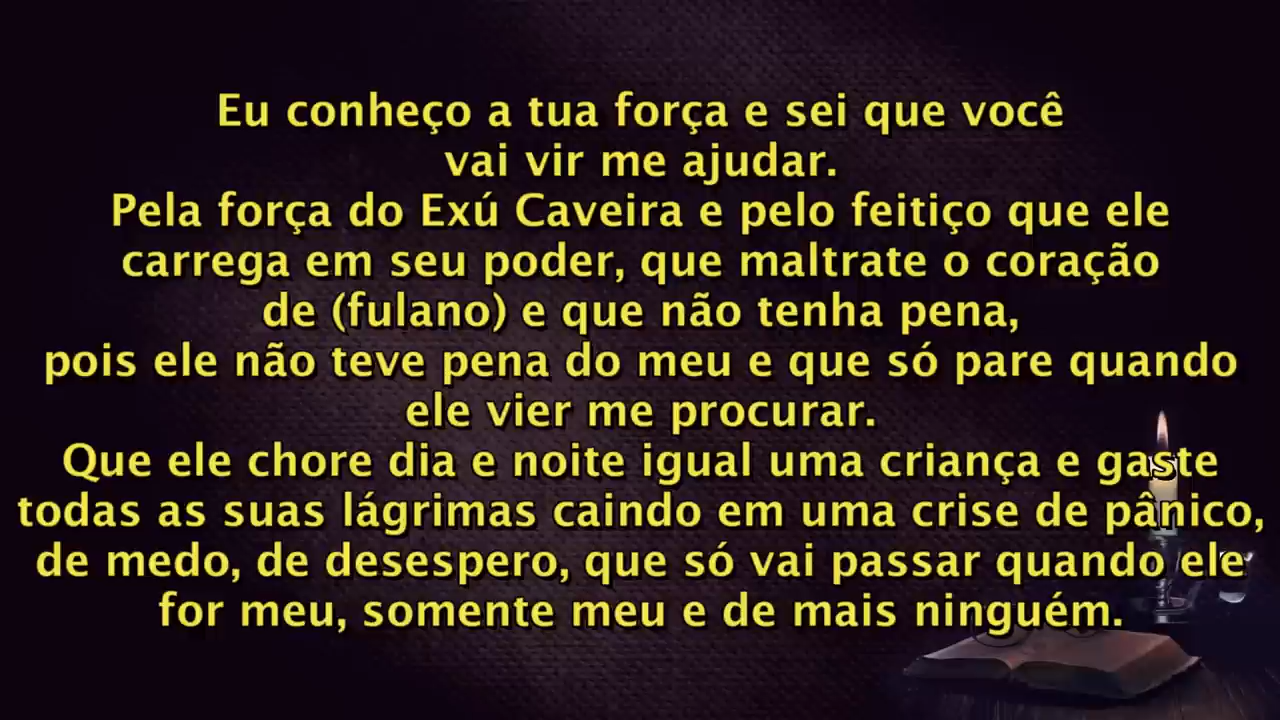 Eu conheço a tua força e sei que você
vai vir me ajudar.
Pela força do Exú Caveira e pelo feitiço que ele
carrega em seu poder, que maltrate o coração
de (fulano) e que não tenha pena,
pois ele não teve pena do meu e que só pare quando
ele vier me procurar.
Que ele chore dia e noite igual uma criança e gaste
todas as suas lágrimas caindo em uma crise de pânico,
de medo, de desespero, que só vai passar quando ele
for meu, somente meu e de mais ninguém.